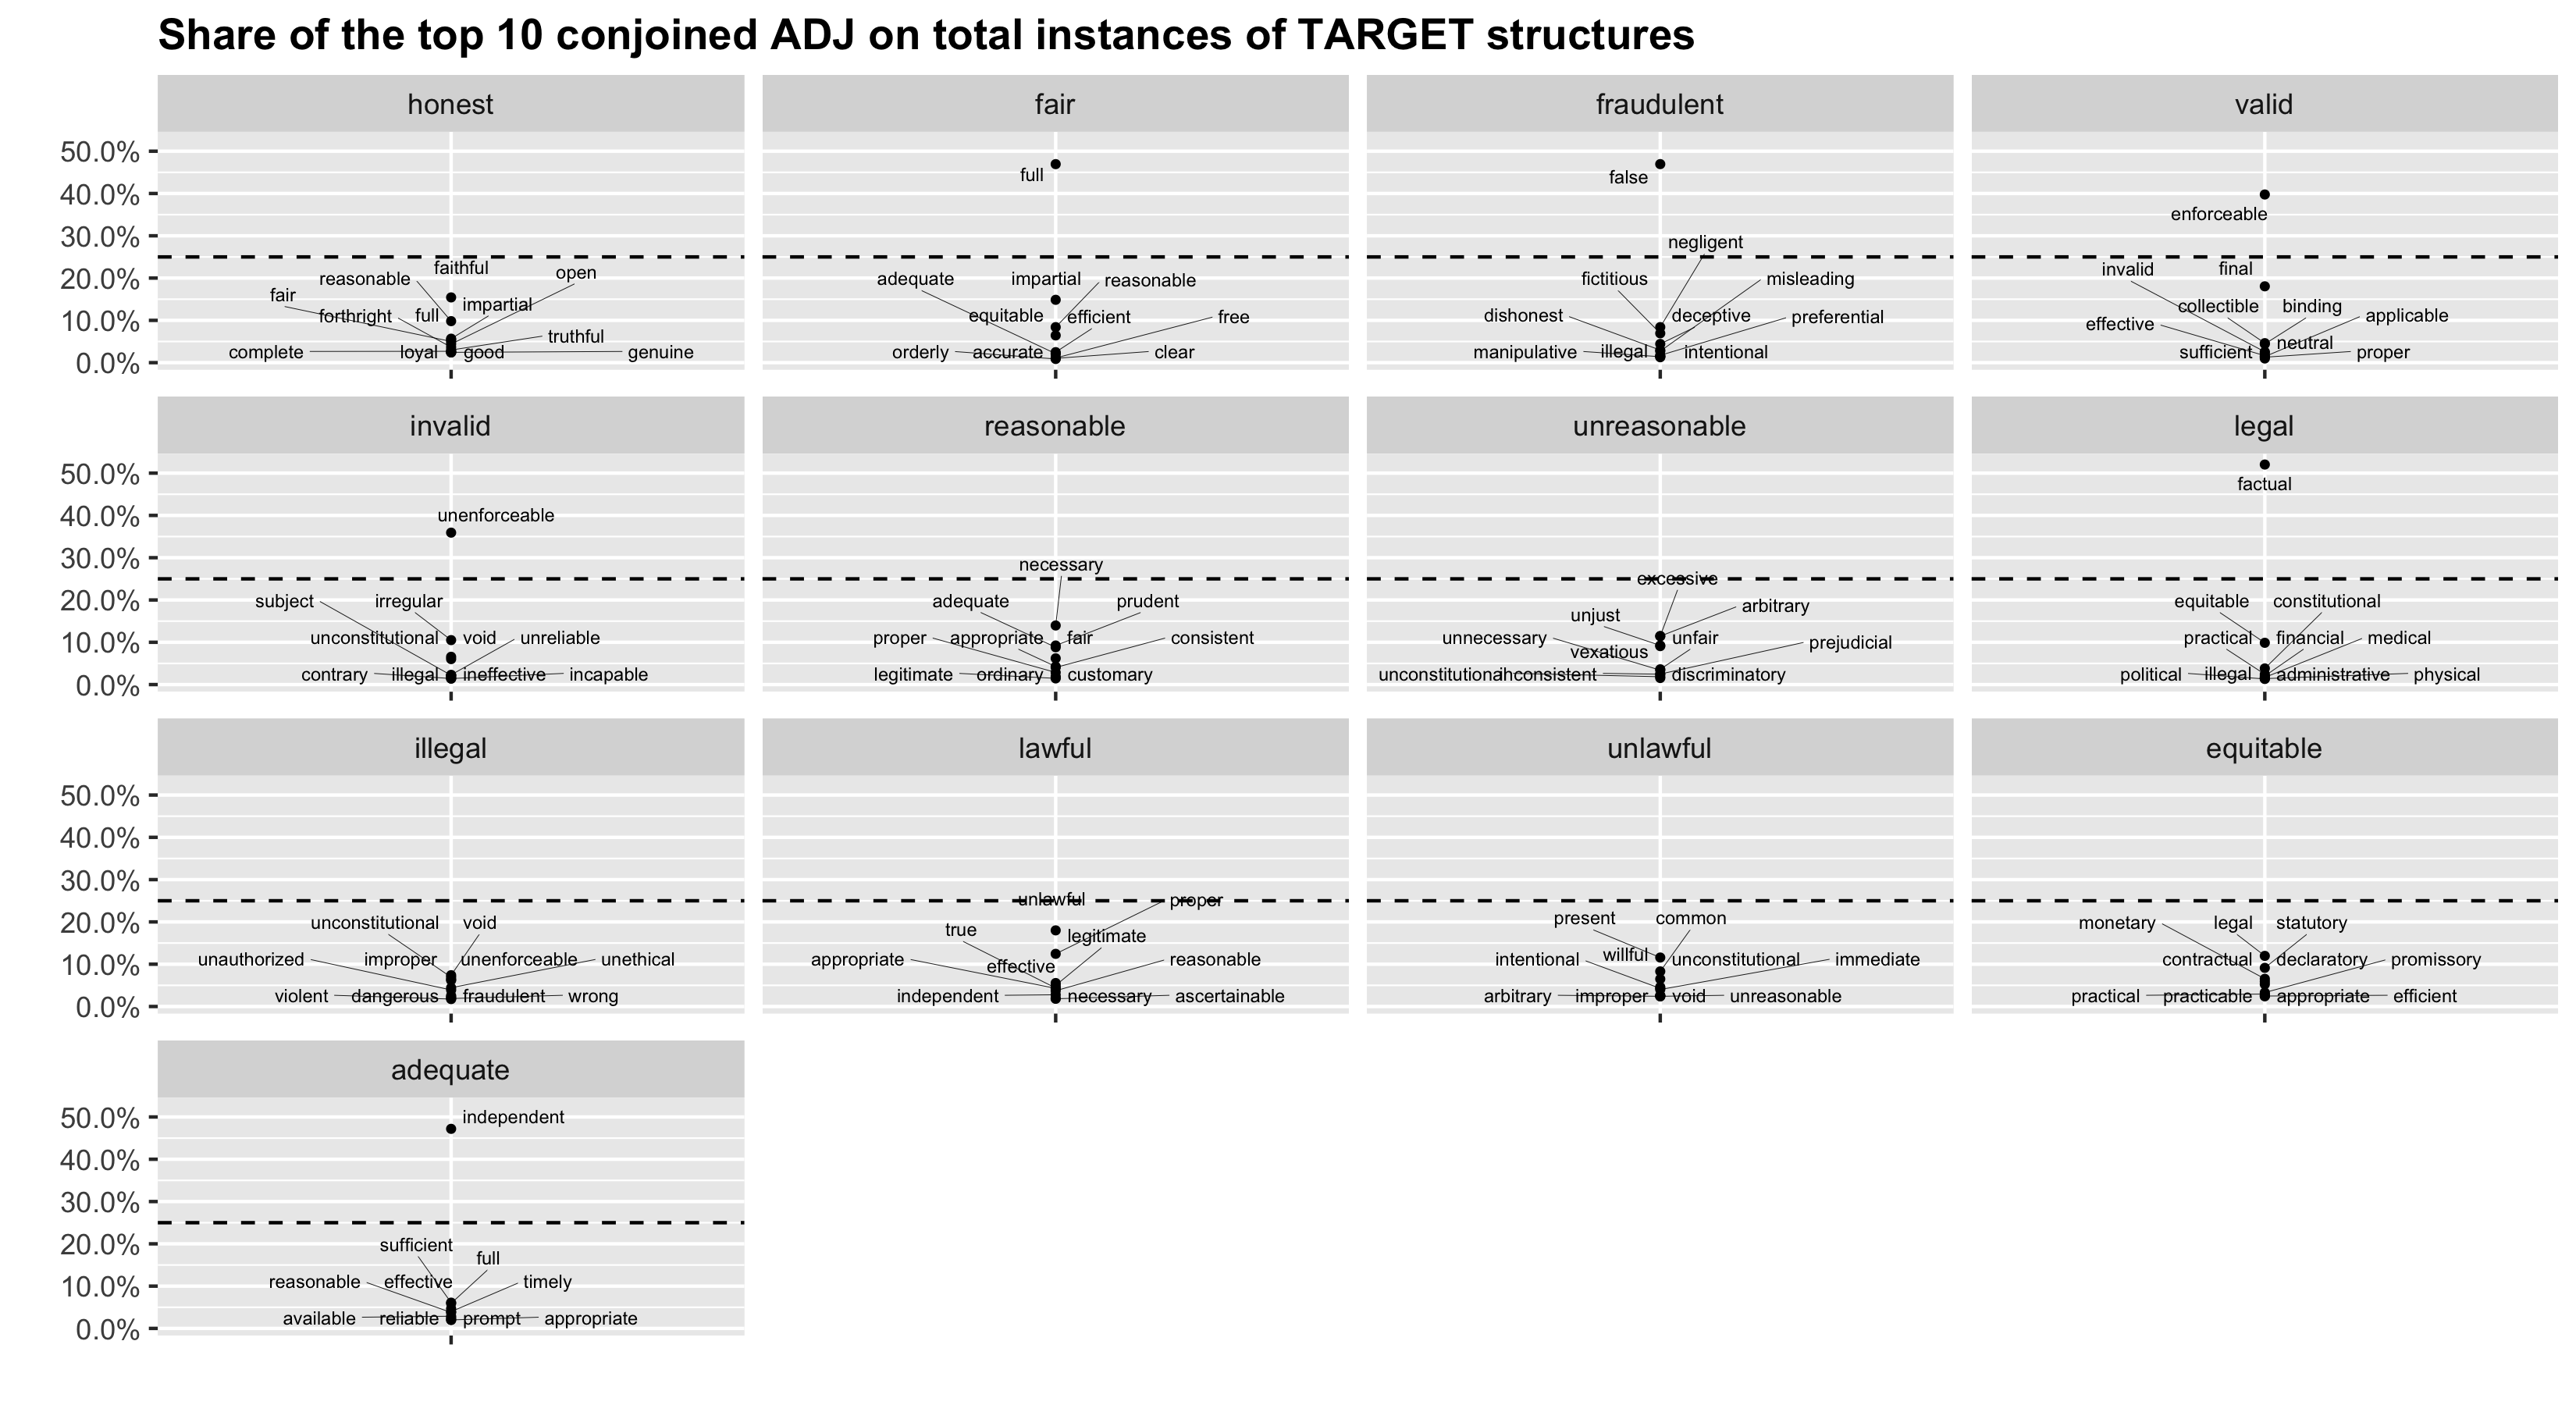 Share of the top 10 conjoined ADJ on total instances of TARGET structures
honest fair fraudulent valid
50.0%
40.0%
30.0%
20.0%
10.0%
0.0%
faithful
reasonable
open
fair
impartial
forthright
full
truthful
complete
loyal
good
genuine
full
adequate
impartial
reasonable
equitable
efficient
free
orderly
accurate
clear
false
negligent
fictitious
misleading
dishonest
deceptive
preferential
manipulative
illegal
intentional
enforceable
invalid
final
collectible
binding
applicable
effective
neutral
sufficient
proper
invalid reasonable unreasonable legal
50.0%
40.0%
30.0%
20.0%
10.0%
0.0%
unenforceable
subject
irregular
unconstitutional
void
unreliable
contrary
illegal
ineffective
incapable
necessary
adequate
prudent
proper
appropriate
fair
consistent
legitimate
ordinary
customary
excessive
arbitrary
unjust
unnecessary
unfair
prejudicial
vexatious
unconstitutional
inconsistent
discriminatory
factual
equitable
constitutional
practical
financial
medical
political
illegal
administrative
physical
illegal lawful unlawful equitable
50.0%
40.0%
30.0%
20.0%
10.0%
0.0%
unconstitutional
void
unauthorized
improper
unenforceable
unethical
violent
dangerous
fraudulent
wrong
unlawful
proper
true
legitimate
appropriate
effective
reasonable
independent
necessary
ascertainable
present
common
willful
intentional
unconstitutional
immediate
arbitrary
improper
void
unreasonable
monetary
legal
statutory
contractual
declaratory
promissory
practical
practicable
appropriate
efficient
adequate
50.0%
40.0%
30.0%
20.0%
10.0%
0.0%
independent
sufficient
full
reasonable
effective
timely
available
reliable
prompt
appropriate